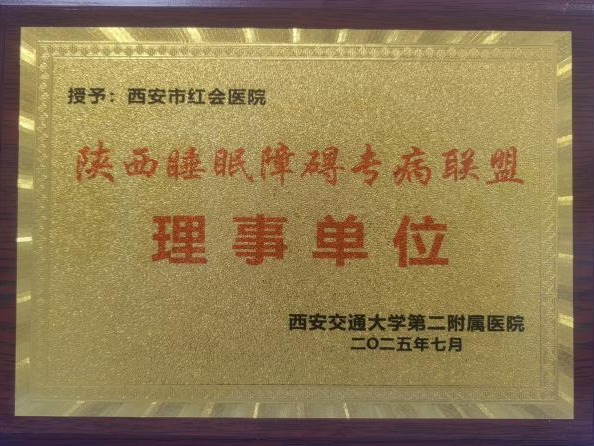 授予：西安市红会医院
陕西睡眠障碍专病联盟
理事单位
西安交通大学第二附属医院
二〇二五年七月